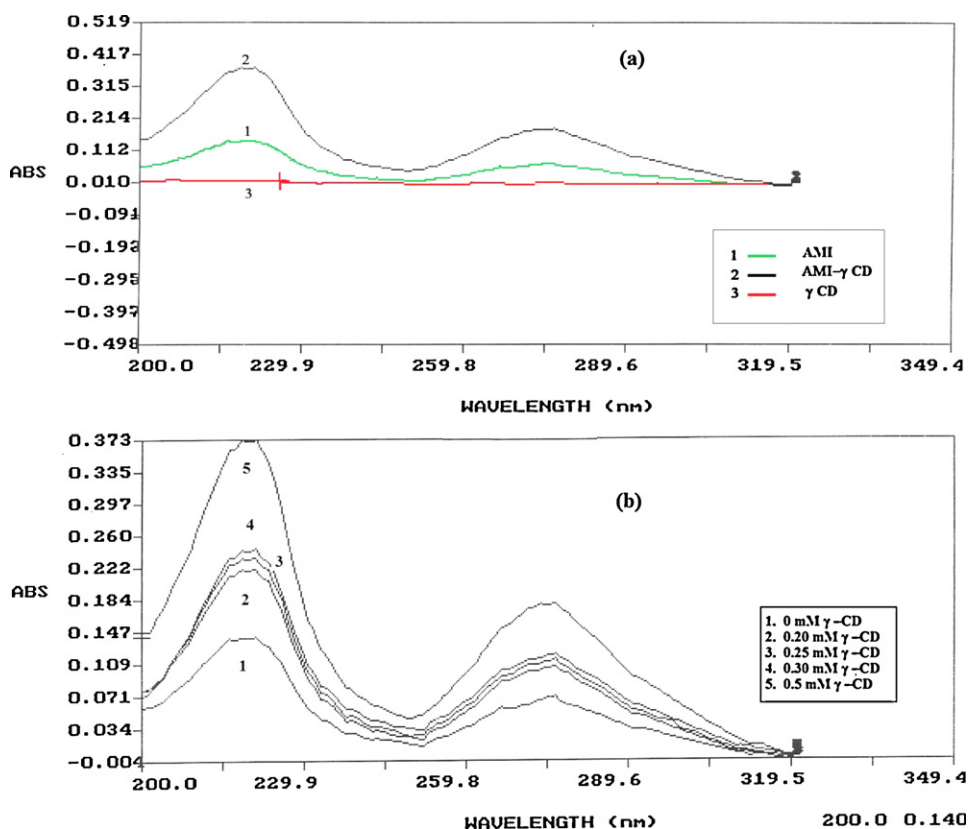 0.519
0.417
(a)
2
0.315
0.214
1
0.112
ABS
0.010
3
-0.091
-0.192
1 AMI
-0.295
2 AMI–γ CD
3 γ CD
-0.397
-0.498
200.0 229.9 259.8 289.6 319.5 349.4
WAVELENGTH (nm)
0.373
0.335
5
0.297
(b)
4
0.260
3
0.222
ABS
2
0.184
1. 0 mM γ –CD
0.147
2. 0.20 mM γ –CD
3. 0.25 mM γ –CD
0.109
1
4. 0.30 mM γ –CD
5. 0.5 mM γ –CD
0.071
0.034
-0.004
200.0 229.9 259.8 289.6 319.5 349.4
WAVELENGTH (nm)
200.0 0.140